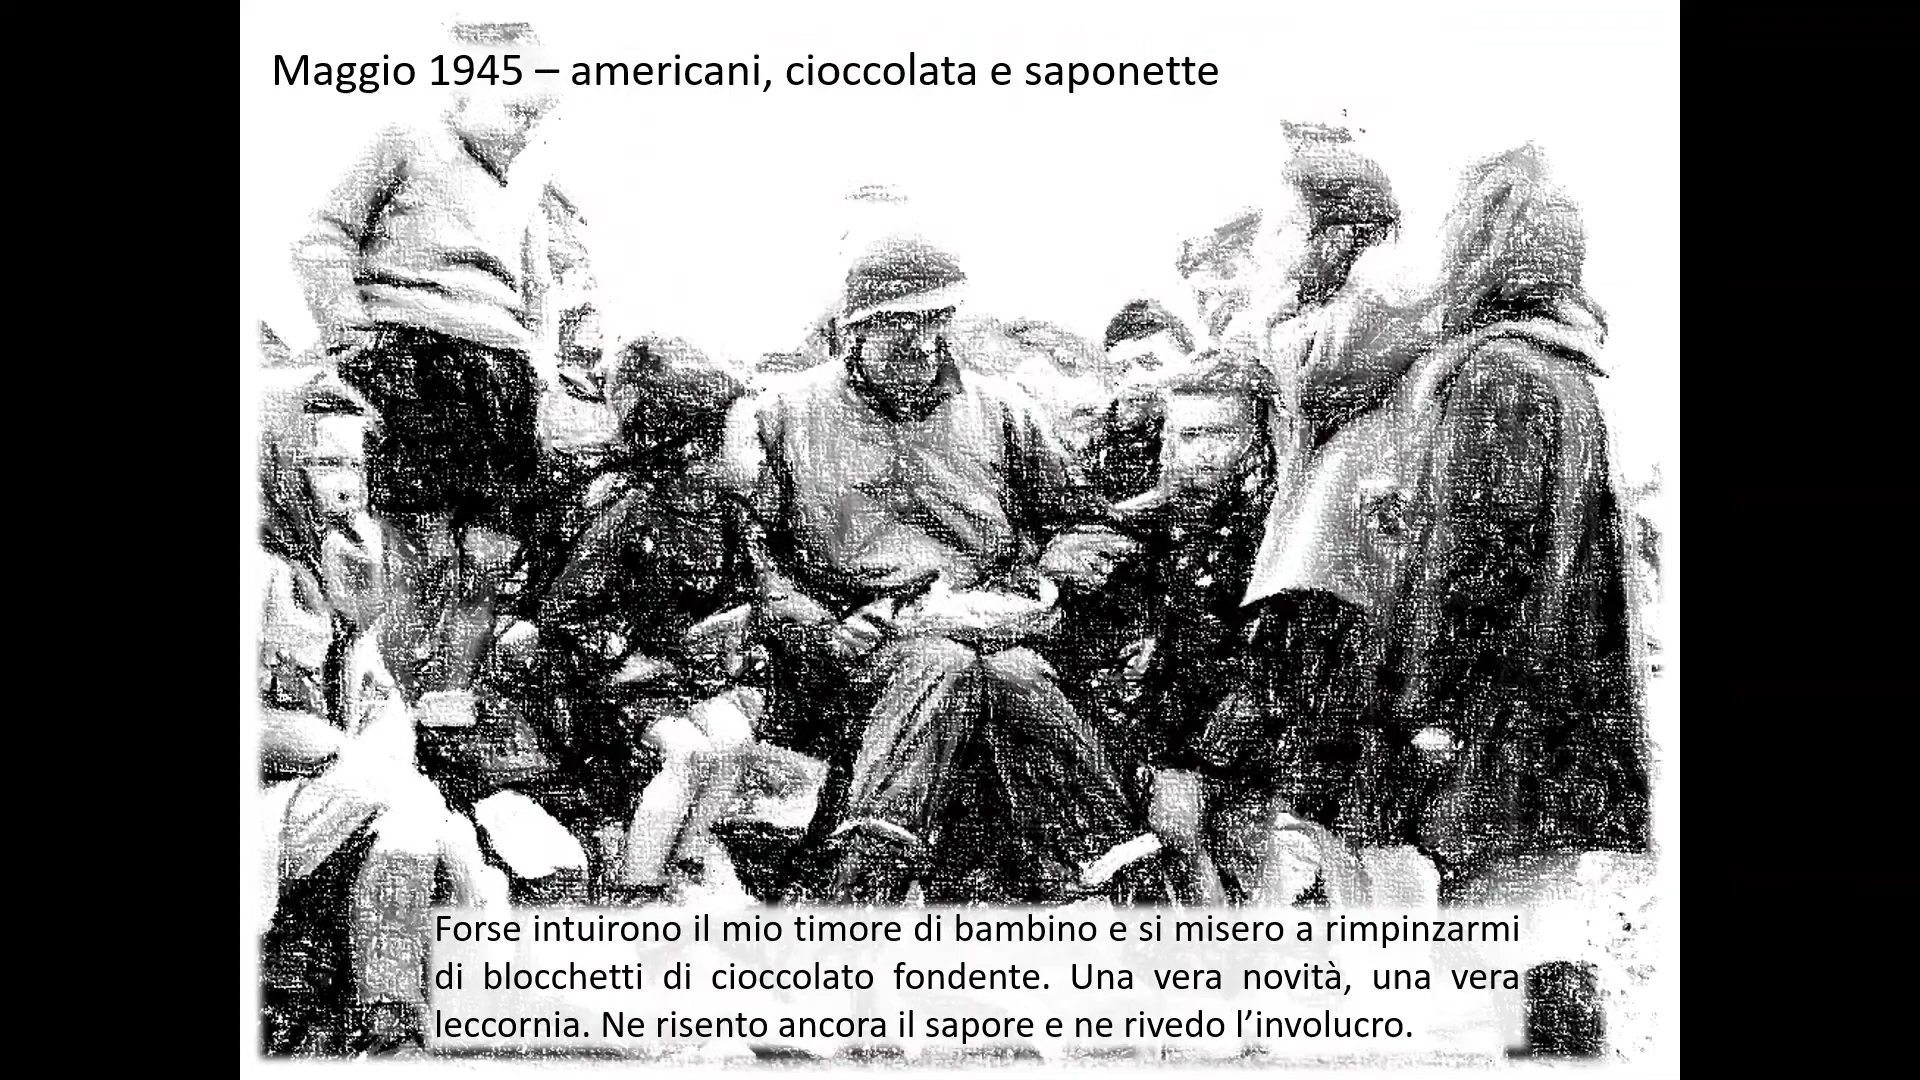 Maggio 1945 – americani, cioccolata e saponette
Forse intuirono il mio timore di bambino e si misero a rimpinzarmi
di blocchetti di cioccolato fondente. Una vera novità, una vera
leccornia. Ne risento ancora il sapore e ne rivedo l’involucro.